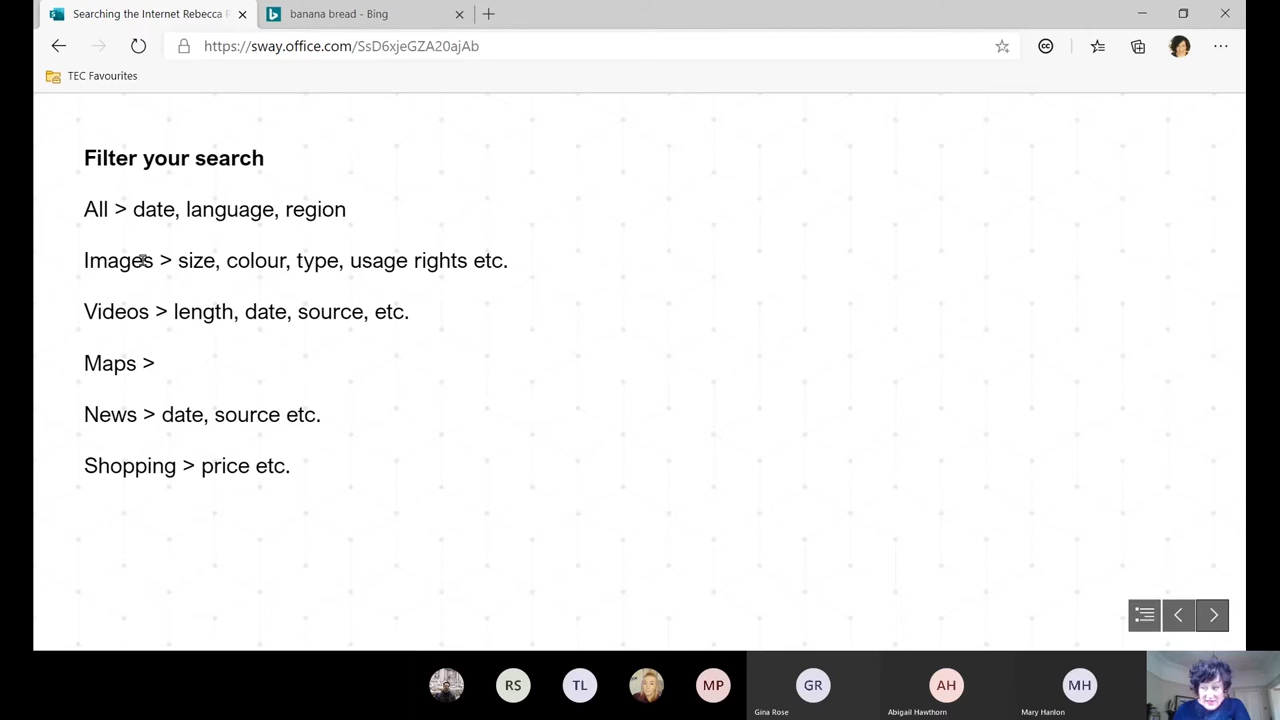 Searching the Internet Rebecca
banana bread - Bing
https://sway.office.com/SsD6xjeGZA20ajAb
TEC Favourites
Filter your search
All > date, language, region
Images > size, colour, type, usage rights etc.
Videos > length, date, source, etc.
Maps >
News > date, source etc.
Shopping > price etc.
RS
TL
MP
GR
AH
MH
Gina Rose
Abigail Hawthorn
Mary Hanlon